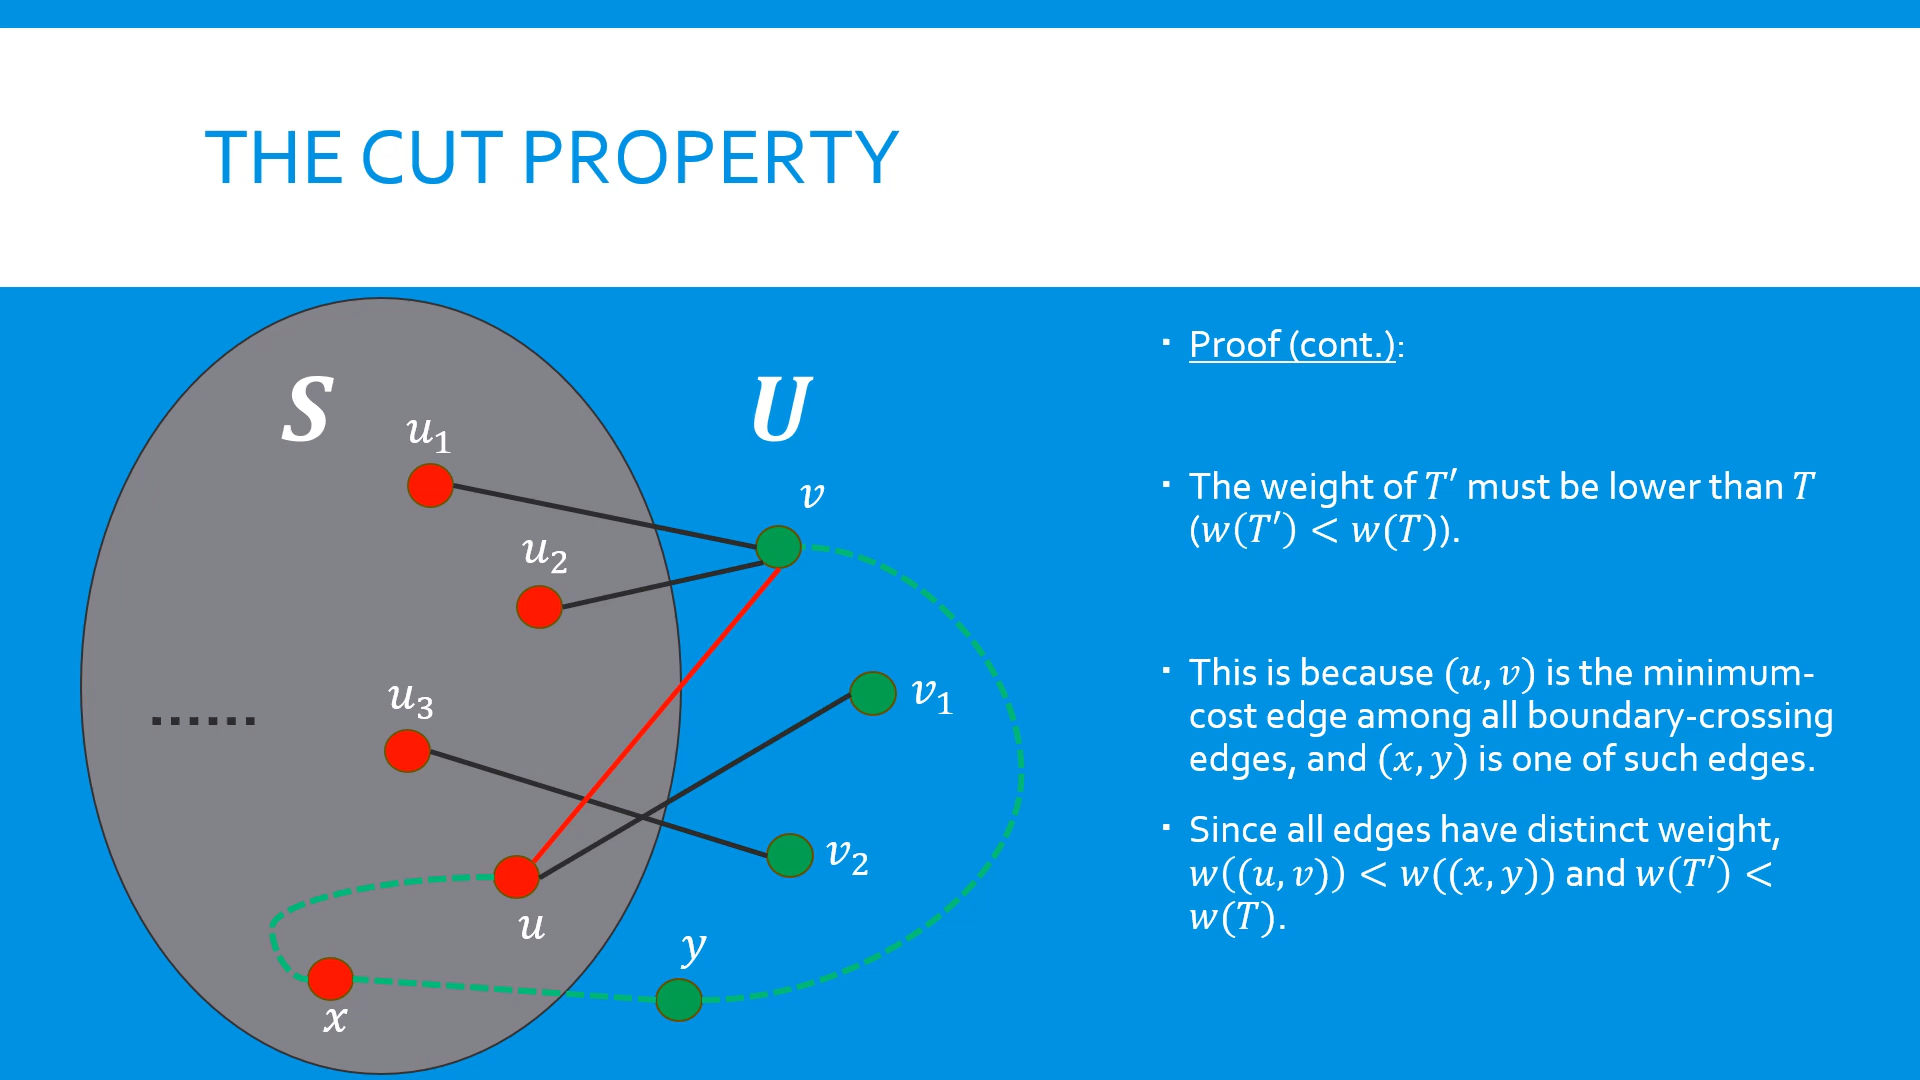 THE CUT PROPERTY
S
U
u₁
v
u₂
u₃
v₁
......
v₂
u
y
x
▪ Proof (cont.):
▪ The weight of T′ must be lower than T
(w(T′) < w(T)).
▪ This is because (u, v) is the minimum-
cost edge among all boundary-crossing
edges, and (x, y) is one of such edges.
▪ Since all edges have distinct weight,
w((u, v)) < w((x, y)) and w(T′) <
w(T).